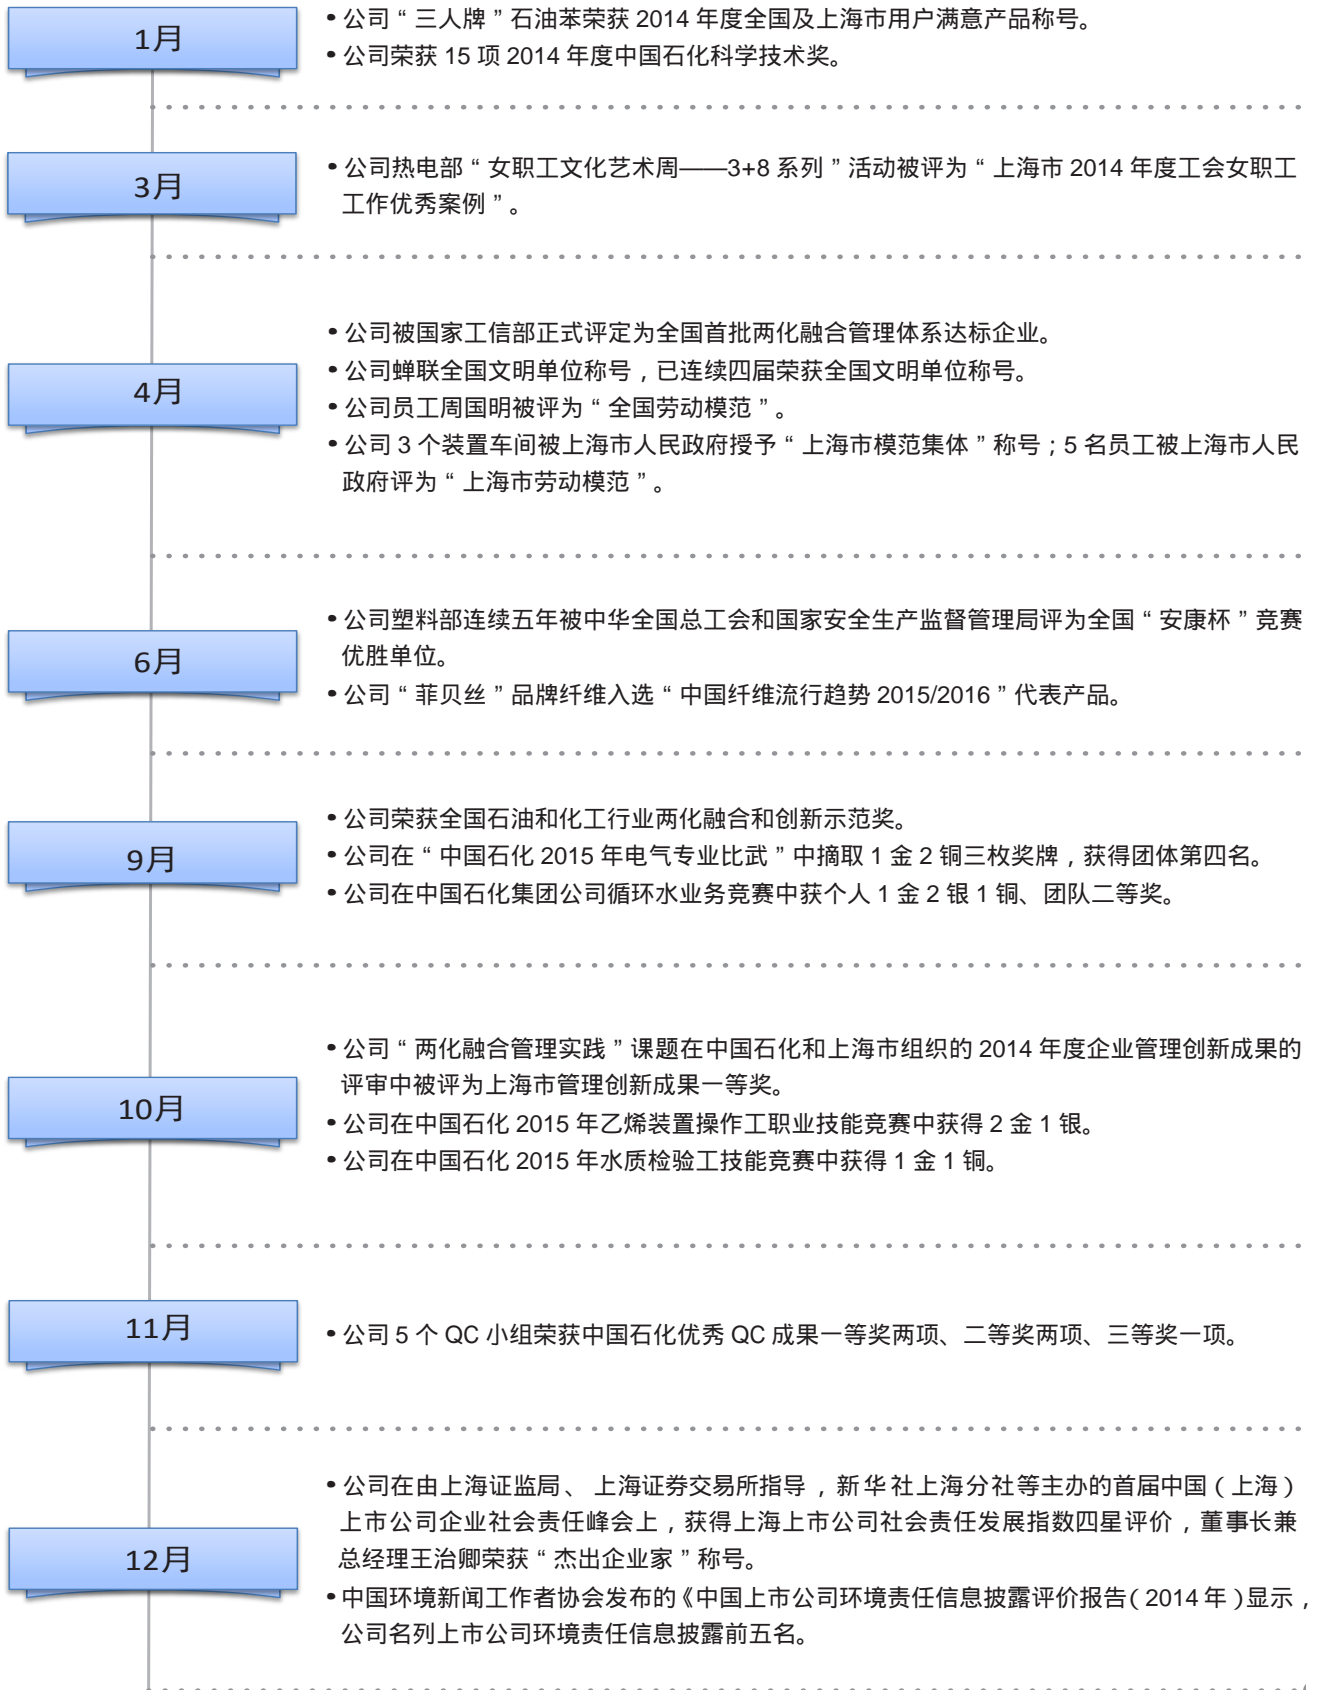 1月
•公司“三人牌”石油苯荣获 2014 年度全国及上海市用户满意产品称号。
•公司荣获 15 项 2014 年度中国石化科学技术奖。
3月
•公司热电部“女职工文化艺术周——3+8 系列”活动被评为“上海市 2014 年度工会女职工
工作优秀案例”。
4月
•公司被国家工信部正式评定为全国首批两化融合管理体系达标企业。
•公司蝉联全国文明单位称号，已连续四届荣获全国文明单位称号。
•公司员工周国明被评为“全国劳动模范”。
•公司 3 个装置车间被上海市人民政府授予“上海市模范集体”称号；5 名员工被上海市人民
政府评为“上海市劳动模范”。
6月
•公司塑料部连续五年被中华全国总工会和国家安全生产监督管理局评为全国“安康杯”竞赛
优胜单位。
•公司“菲贝丝”品牌纤维入选“中国纤维流行趋势 2015/2016”代表产品。
9月
•公司荣获全国石油和化工行业两化融合和创新示范奖。
•公司在“中国石化 2015 年电气专业比武”中摘取 1 金 2 铜三枚奖牌，获得团体第四名。
•公司在中国石化集团公司循环水业务竞赛中获个人 1 金 2 银 1 铜、团队二等奖。
10月
•公司“两化融合管理实践”课题在中国石化和上海市组织的 2014 年度企业管理创新成果的
评审中被评为上海市管理创新成果一等奖。
•公司在中国石化 2015 年乙烯装置操作工职业技能竞赛中获得 2 金 1 银。
•公司在中国石化 2015 年水质检验工技能竞赛中获得 1 金 1 铜。
11月
•公司 5 个 QC 小组荣获中国石化优秀 QC 成果一等奖两项、二等奖两项、三等奖一项。
12月
•公司在由上海证监局、 上海证券交易所指导，新华社上海分社等主办的首届中国（上海）
上市公司企业社会责任峰会上，获得上海上市公司社会责任发展指数四星评价，董事长兼
总经理王治卿荣获“杰出企业家”称号。
•中国环境新闻工作者协会发布的《中国上市公司环境责任信息披露评价报告（2014 年）显示，
公司名列上市公司环境责任信息披露前五名。